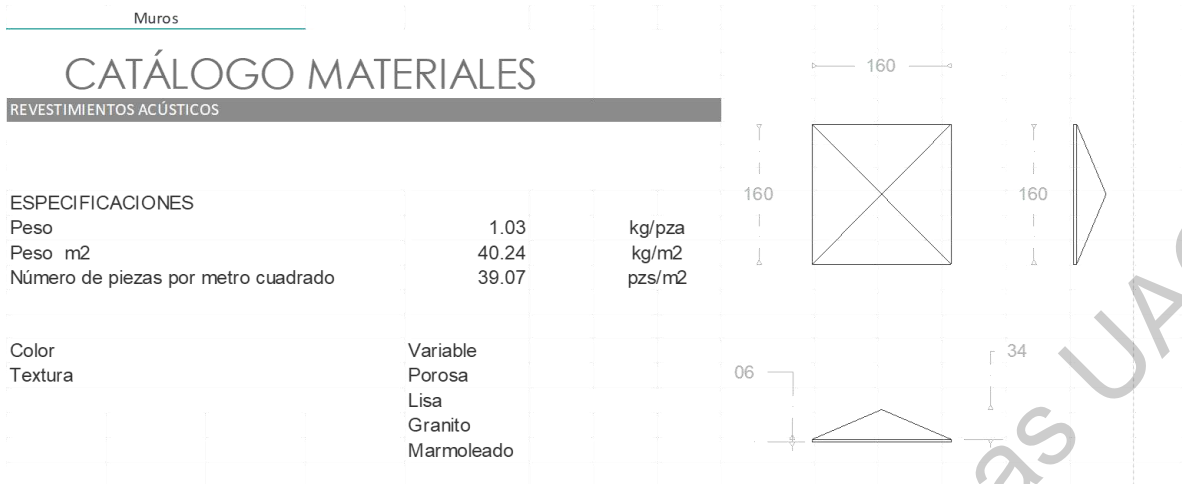 Muros
CATÁLOGO MATERIALES
REVESTIMIENTOS ACÚSTICOS
ESPECIFICACIONES
Peso 1.03 kg/pza
Peso m2 40.24 kg/m2
Número de piezas por metro cuadrado 39.07 pzs/m2
Color Variable
Textura Porosa
Lisa
Granito
Marmoleado
160
160
160
06
34
as UAS